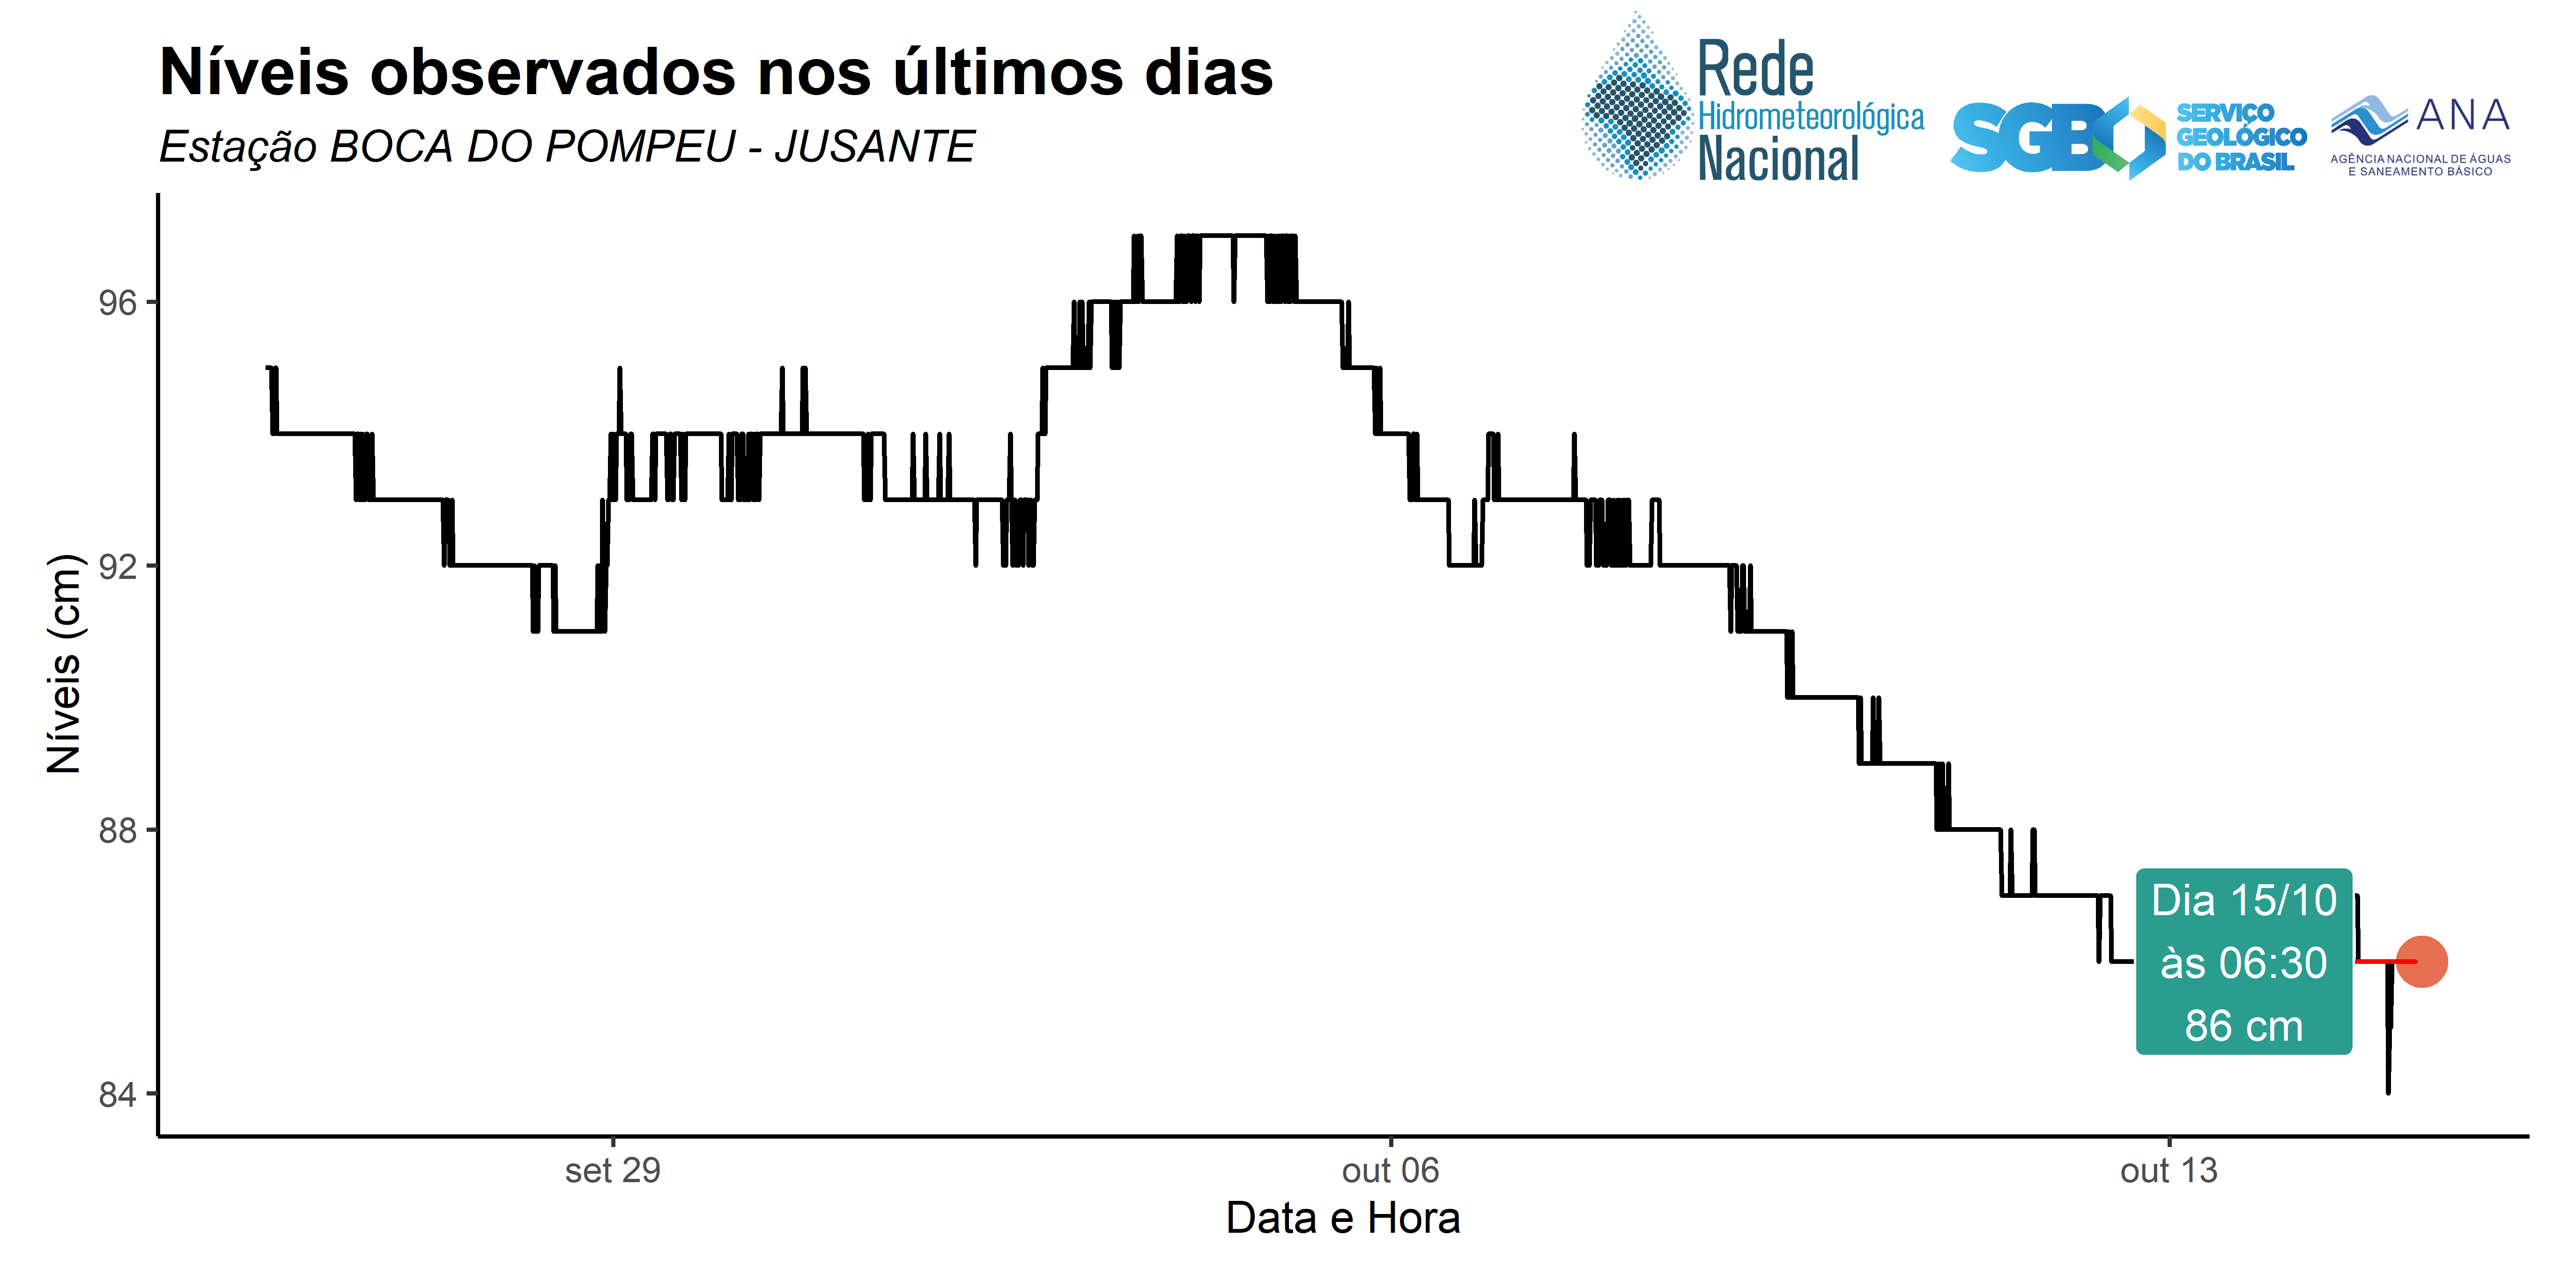 Níveis observados nos últimos dias
Estação BOCA DO POMPEU - JUSANTE
Rede
Hidrometeorológica
Nacional
SGB
SERVIÇO
GEOLÓGICO
DO BRASIL
ANA
AGÊNCIA NACIONAL DE ÁGUAS
E SANEAMENTO BÁSICO
Níveis (cm)
96
92
88
84
Dia 15/10
às 06:30
86 cm
set 29
out 06
out 13
Data e Hora